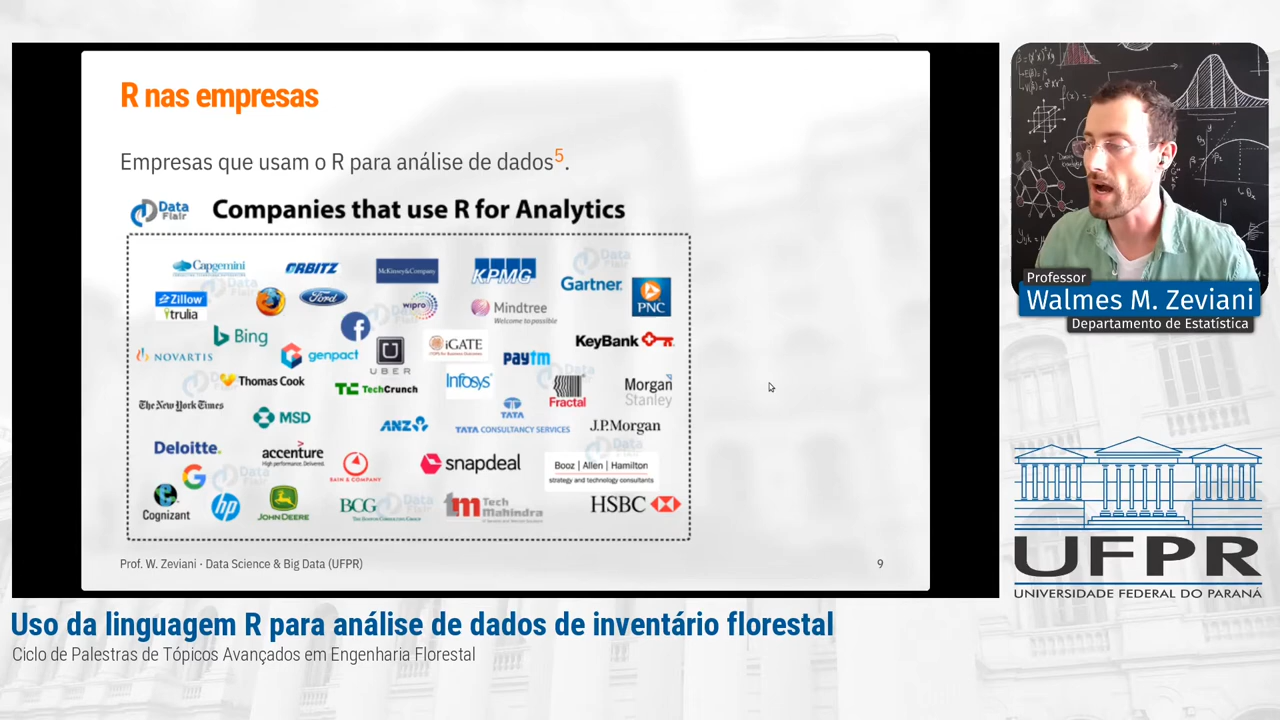 R nas empresas
Empresas que usam o R para análise de dados5.
Data Flair
Companies that use R for Analytics
Capgemini
ORBITZ
McKinsey&Company
KPMG
Gartner
PNC
Zillow
trulia
Ford
wipro
Mindtree
Welcome to possible
Bing
NOVARTIS
genpact
UBER
iGATE
paytm
KeyBank
Thomas Cook
TechCrunch
Infosys
Fractal
Morgan
Stanley
The New York Times
MSD
ANZ
TATA
TATA CONSULTANCY SERVICES
J.P.Morgan
Deloitte.
accenture
High performance. Delivered.
BAIN & COMPANY
snapdeal
Booz | Allen | Hamilton
strategy and technology consultants
G
Cognizant
hp
JOHN DEERE
BCG
THE BOSTON CONSULTING GROUP
Tech
Mahindra
HSBC
Prof. W. Zeviani - Data Science & Big Data (UFPR)
9
Professor
Walmes M. Zeviani
Departamento de Estatística
UFPR
UNIVERSIDADE FEDERAL DO PARANÁ
Uso da linguagem R para análise de dados de inventário florestal
Ciclo de Palestras de Tópicos Avançados em Engenharia Florestal